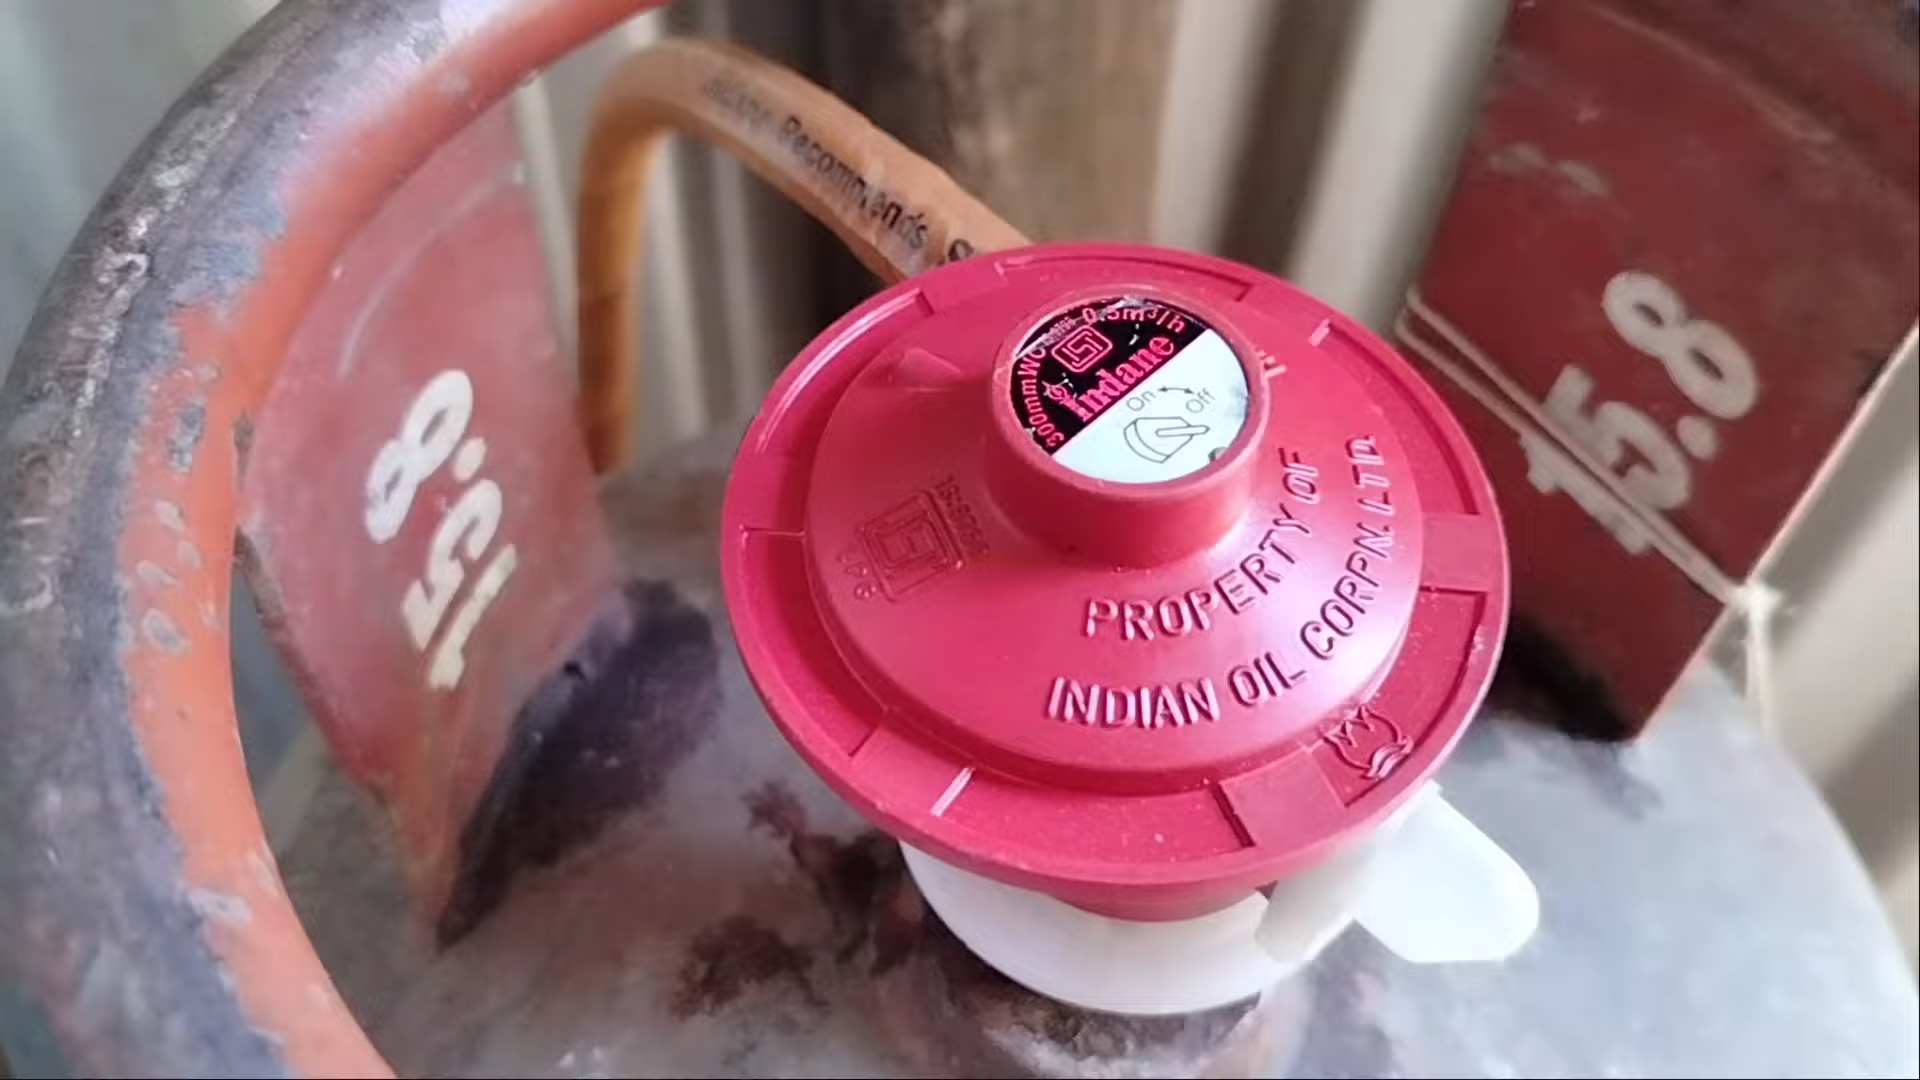 Recommends
8.
15.
8.
15.
0.5m³/h
300mmWC
Indane
On Off
PROPERTY OF
INDIAN OIL CORPN. LTD.